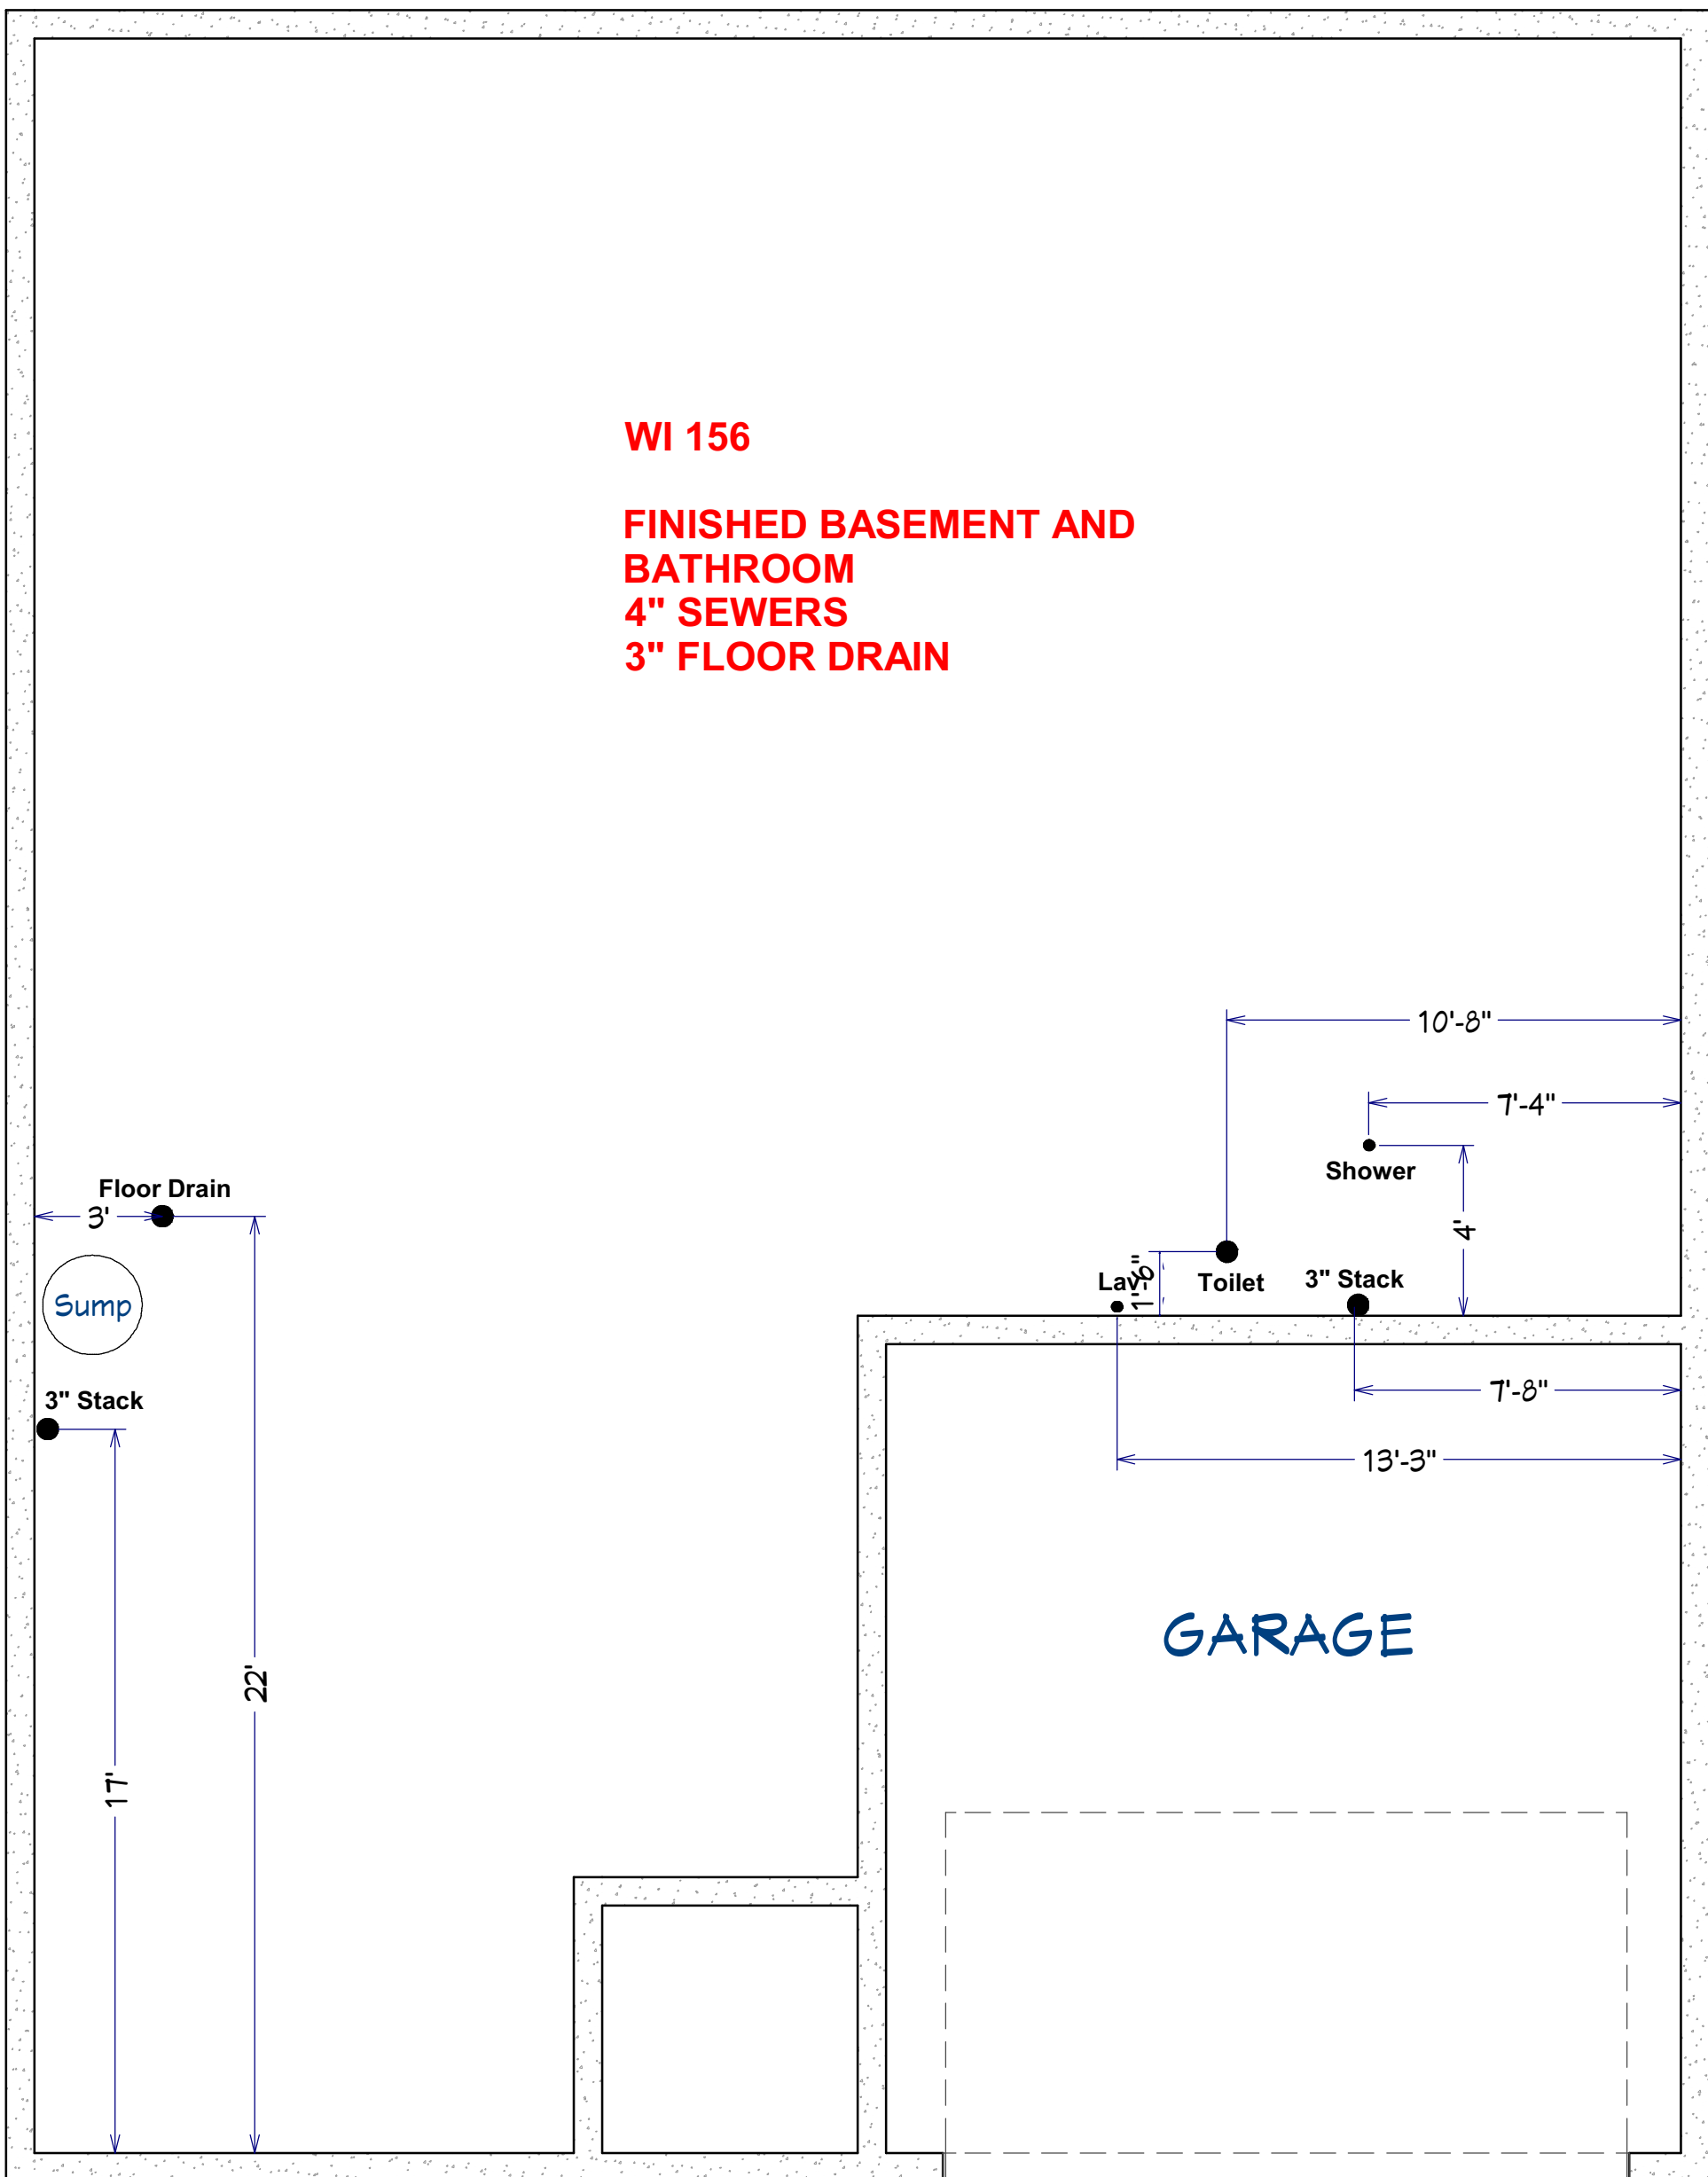 WI 156
FINISHED BASEMENT AND
BATHROOM
4" SEWERS
3" FLOOR DRAIN
10'-8"
7'-4"
Shower
Floor Drain
3'
4'
1'-6"
Lav
Toilet
3" Stack
Sump
3" Stack
7'-8"
13'-3"
GARAGE
22'
17'